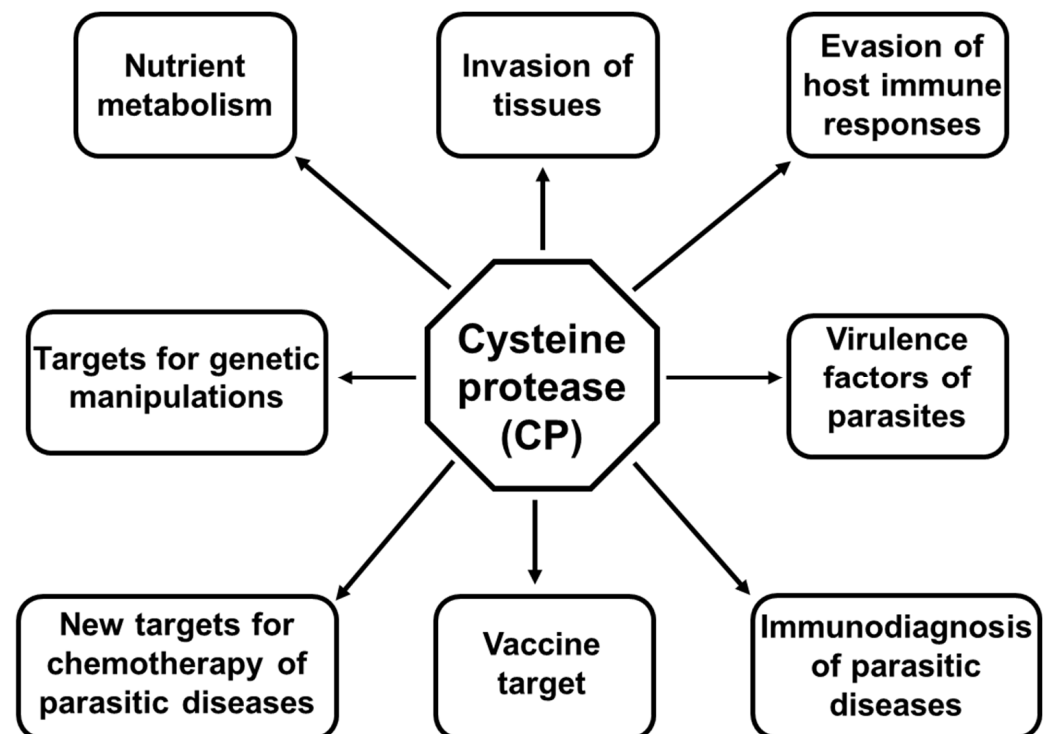 Nutrient
metabolism
Invasion of
tissues
Evasion of
host immune
responses
Targets for genetic
manipulations
Cysteine
protease
(CP)
Virulence
factors of
parasites
New targets for
chemotherapy of
parasitic diseases
Vaccine
target
Immunodiagnosis
of parasitic
diseases